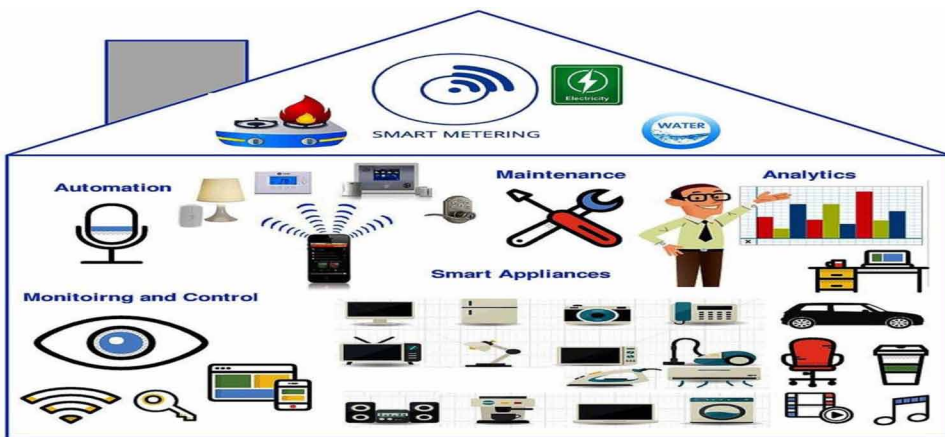 Electricity
SMART METERING
WATER
Automation
Maintenance
Analytics
Smart Appliances
Monitoirng and Control